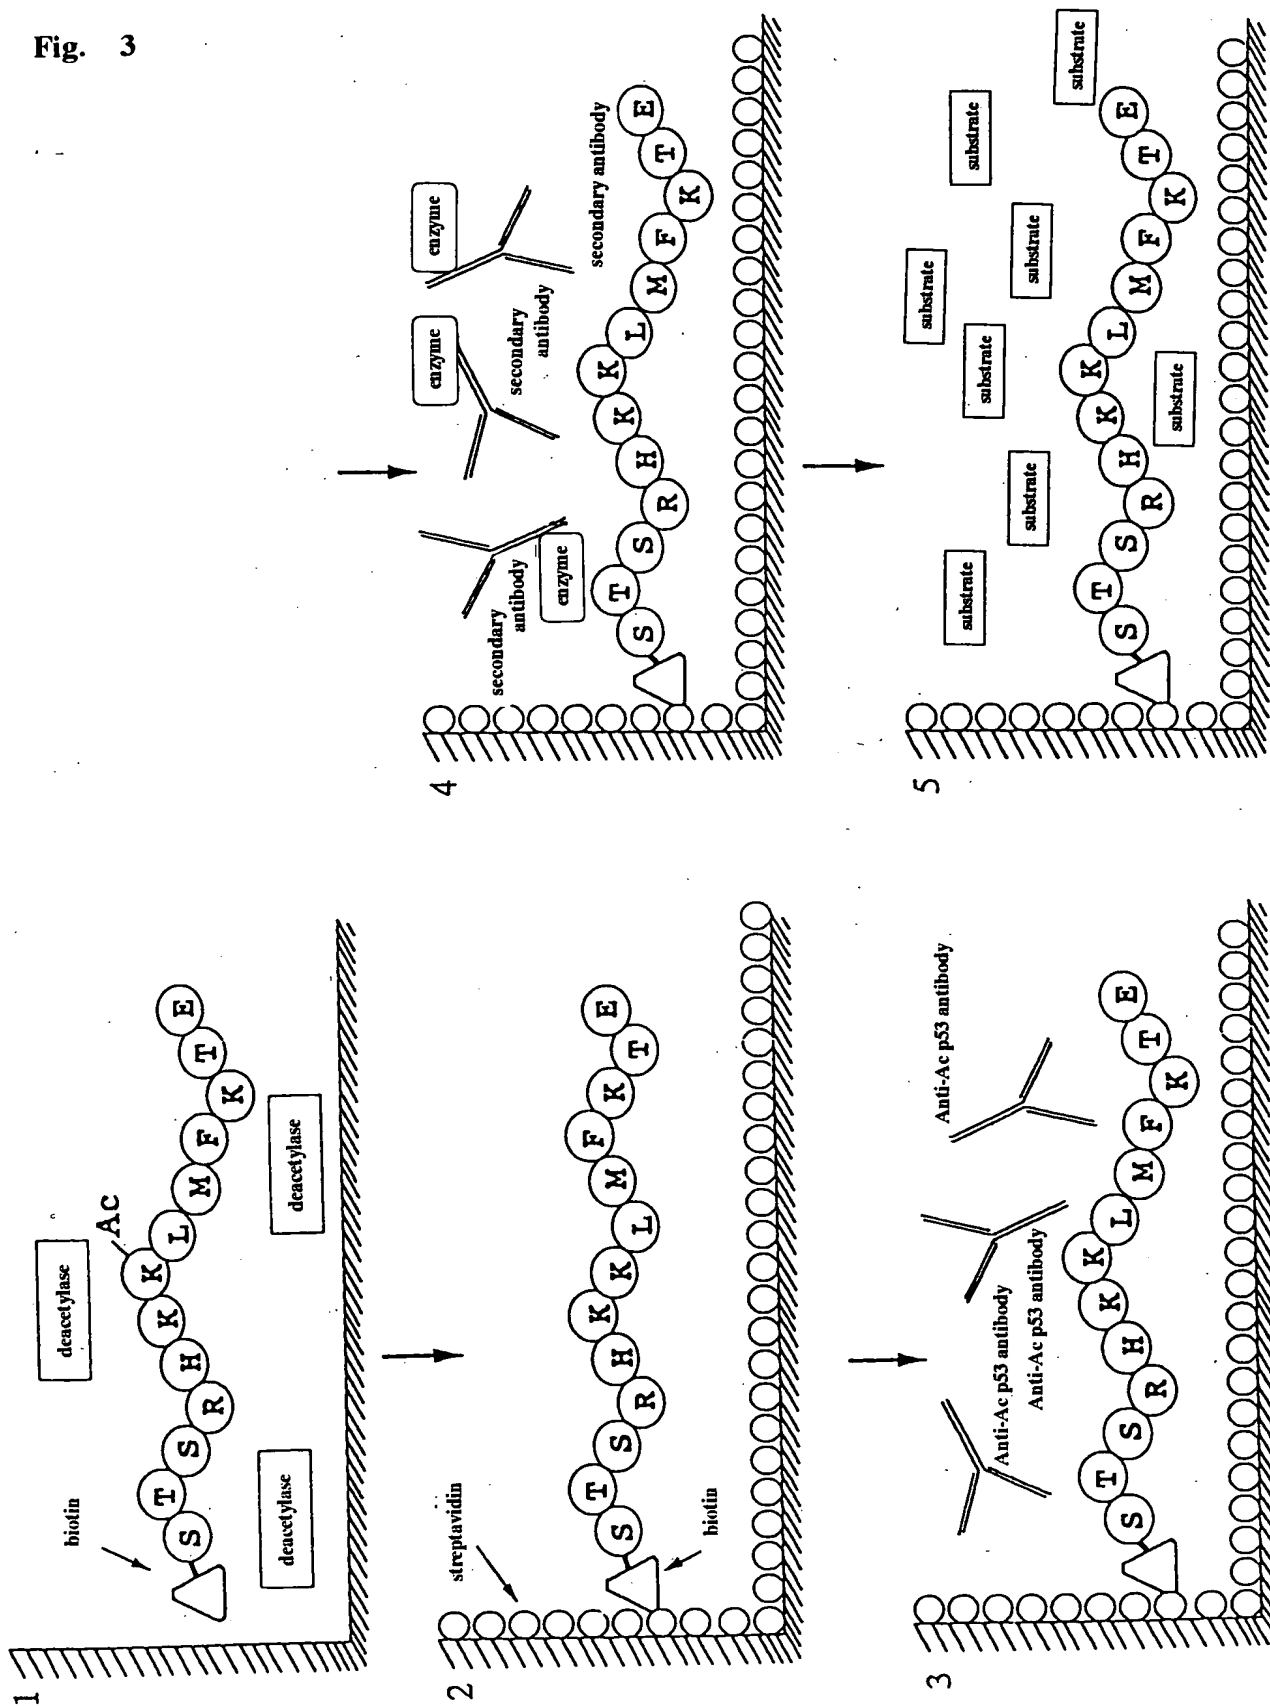 Fig. 3
1
biotin
deacetylase
deacetylase
deacetylase
Ac
S T S R H K K L M F K T E
2
streptavidin
biotin
S T S R H K K L M F K T E
3
Anti-Ac p53 antibody
Anti-Ac p53 antibody
Anti-Ac p53 antibody
S T S R H K K L M F K T E
4
secondary
antibody
enzyme
enzyme
secondary
antibody
enzyme
secondary antibody
S T S R H K K L M F K T E
5
substrate
substrate
substrate
substrate
substrate
substrate
substrate
substrate
S T S R H K K L M F K T E